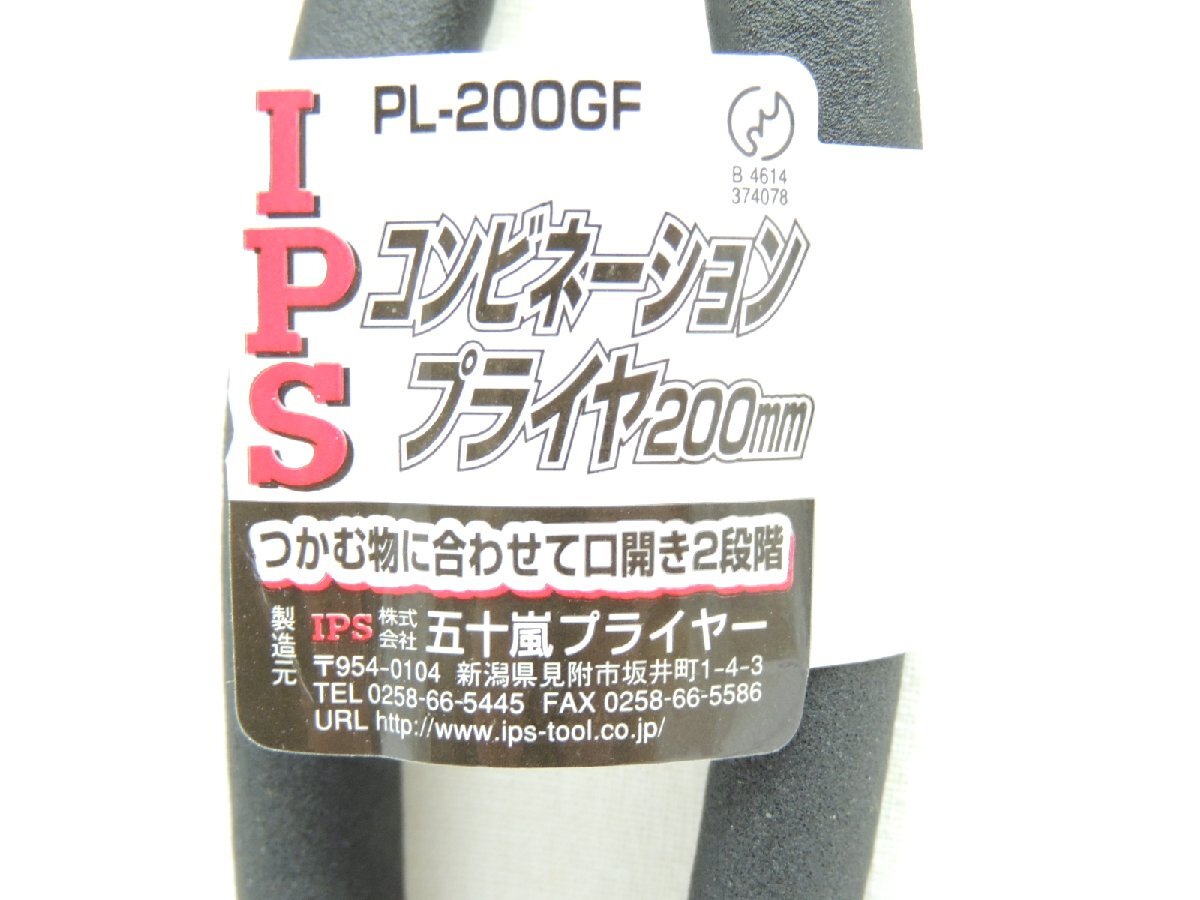 IPS
PL-200GF
B 4614
374078
コンビネーション
プライヤ200mm
つかむ物に合わせて口開き2段階
製造元
IPS 株式会社 五十嵐プライヤー
〒954-0104 新潟県見附市坂井町1-4-3
TEL 0258-66-5445 FAX 0258-66-5586
URL http://www.ips-tool.co.jp/